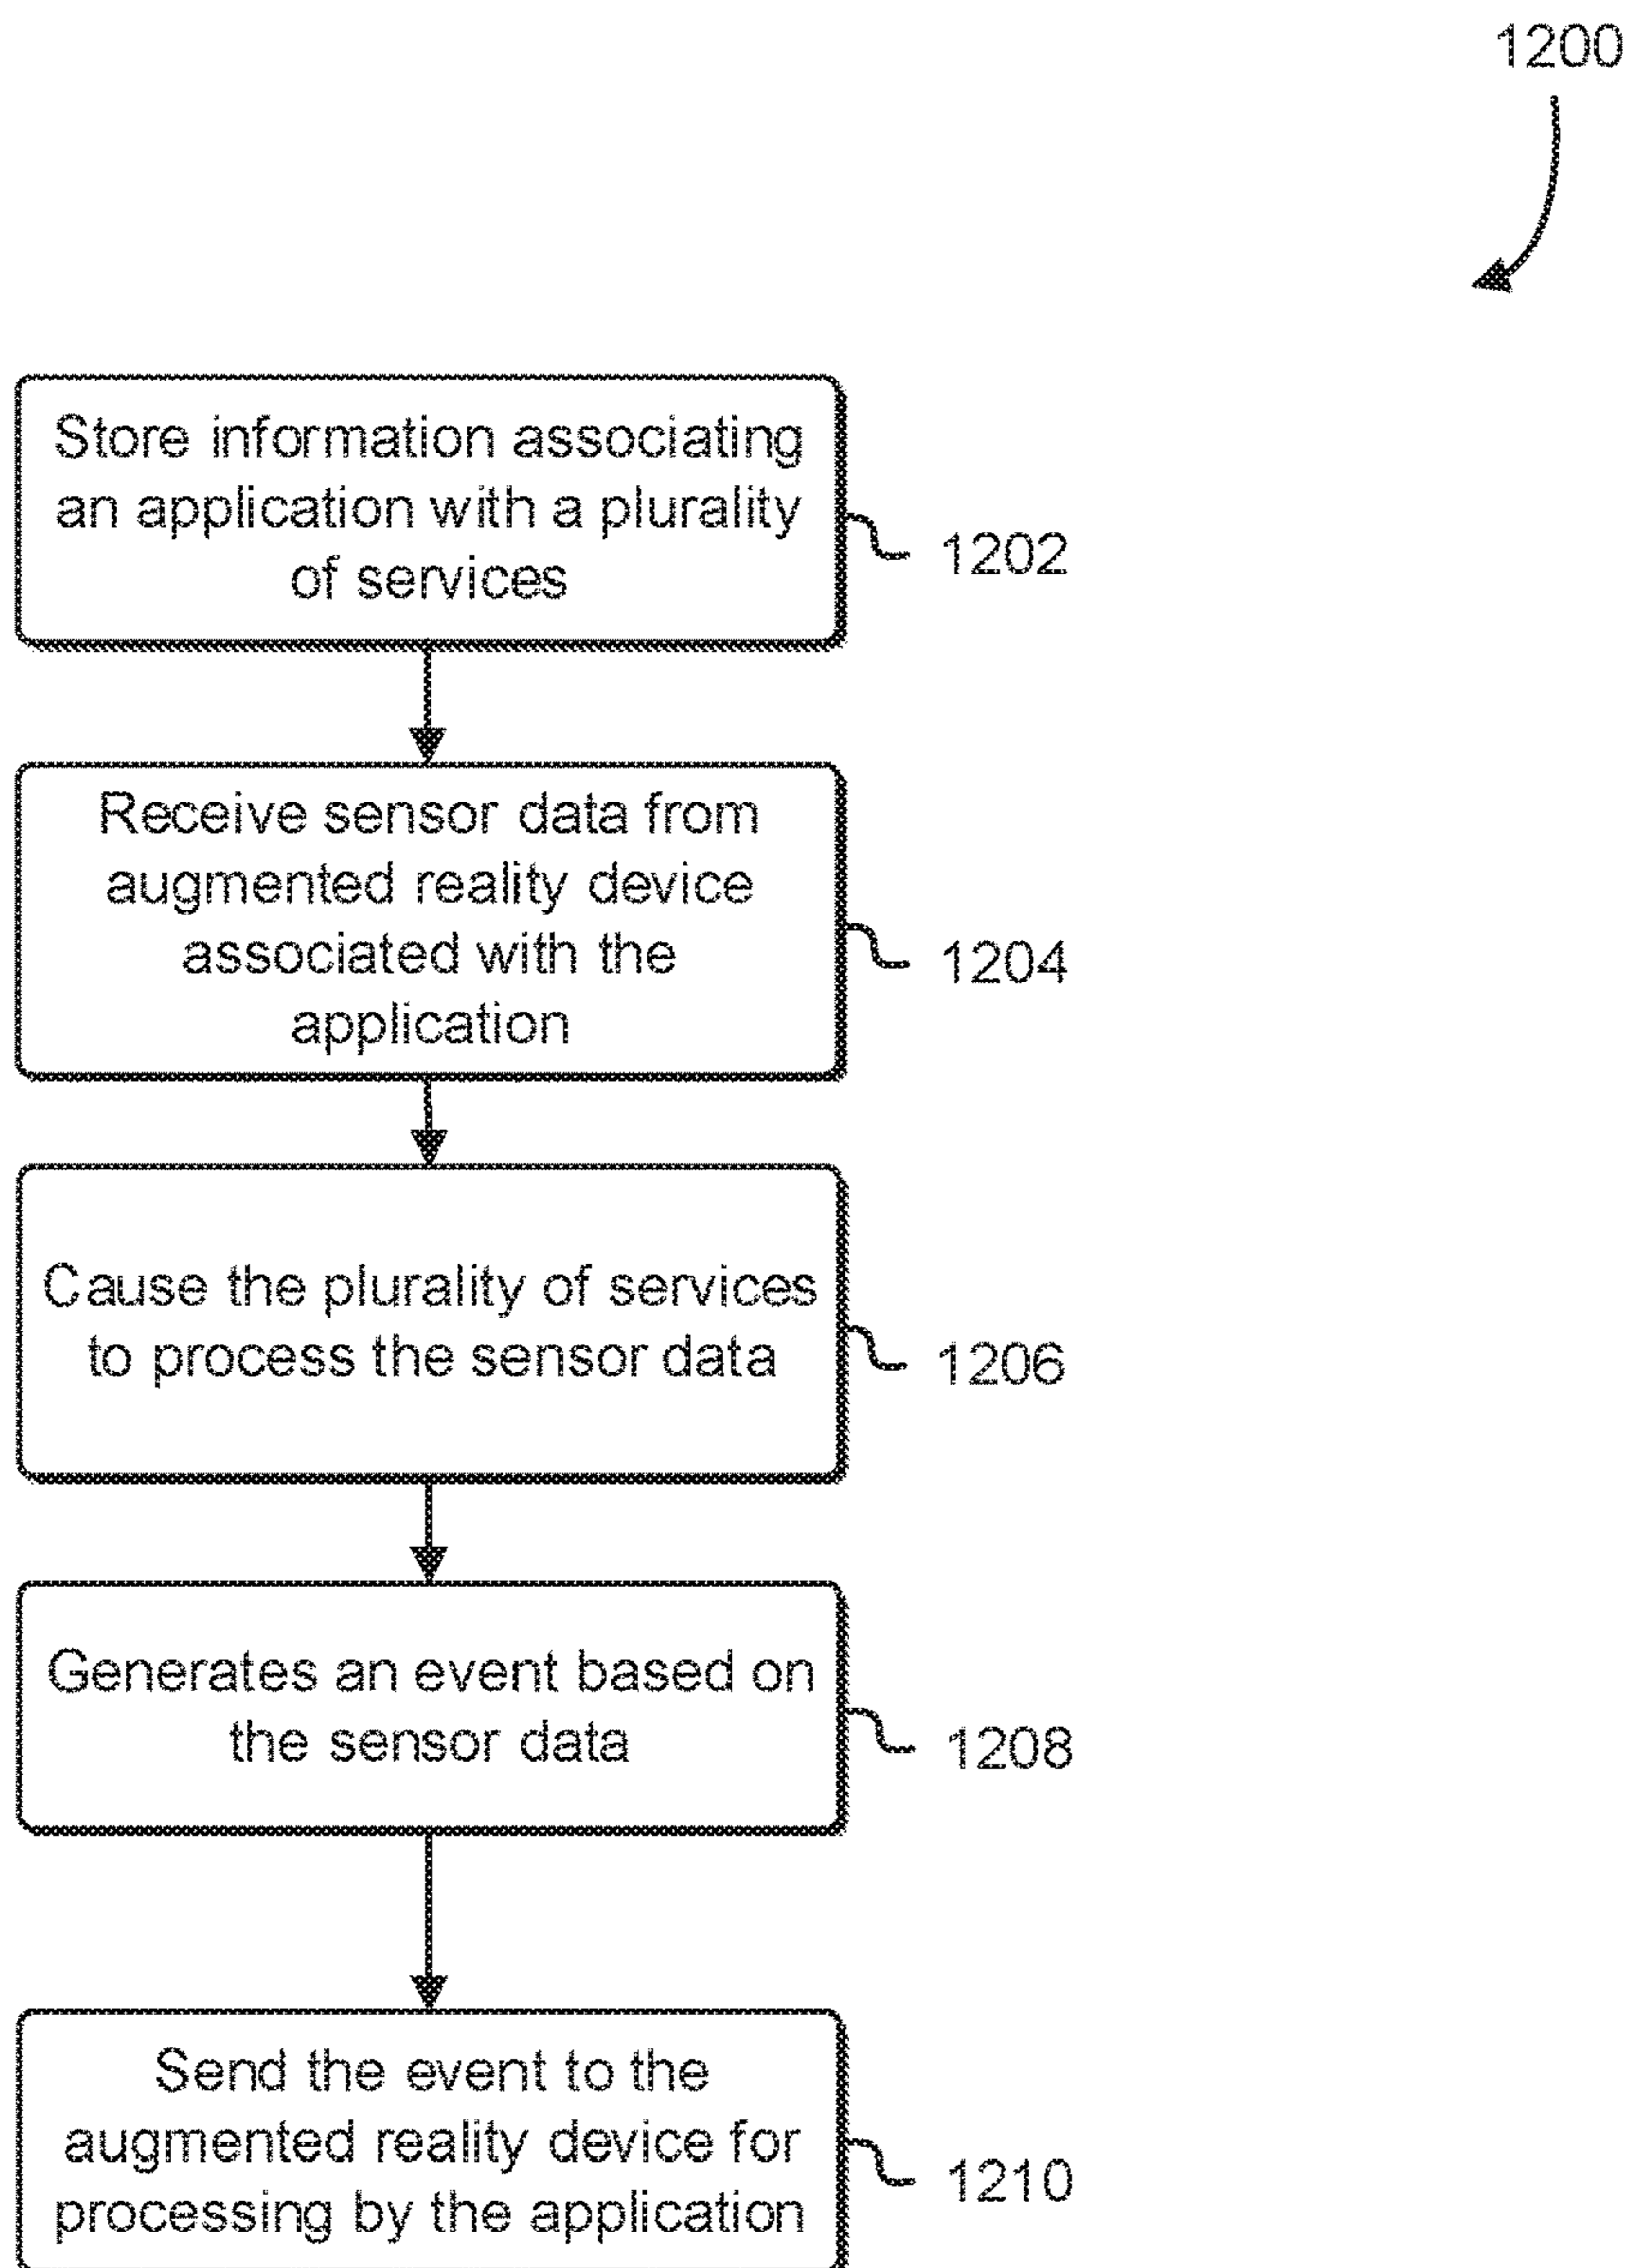 1200
Store information associating
an application with a plurality
of services
1202
Receive sensor data from
augmented reality device
associated with the
application
1204
Cause the plurality of services
to process the sensor data
1206
Generates an event based on
the sensor data
1208
Send the event to the
augmented reality device for
processing by the application
1210